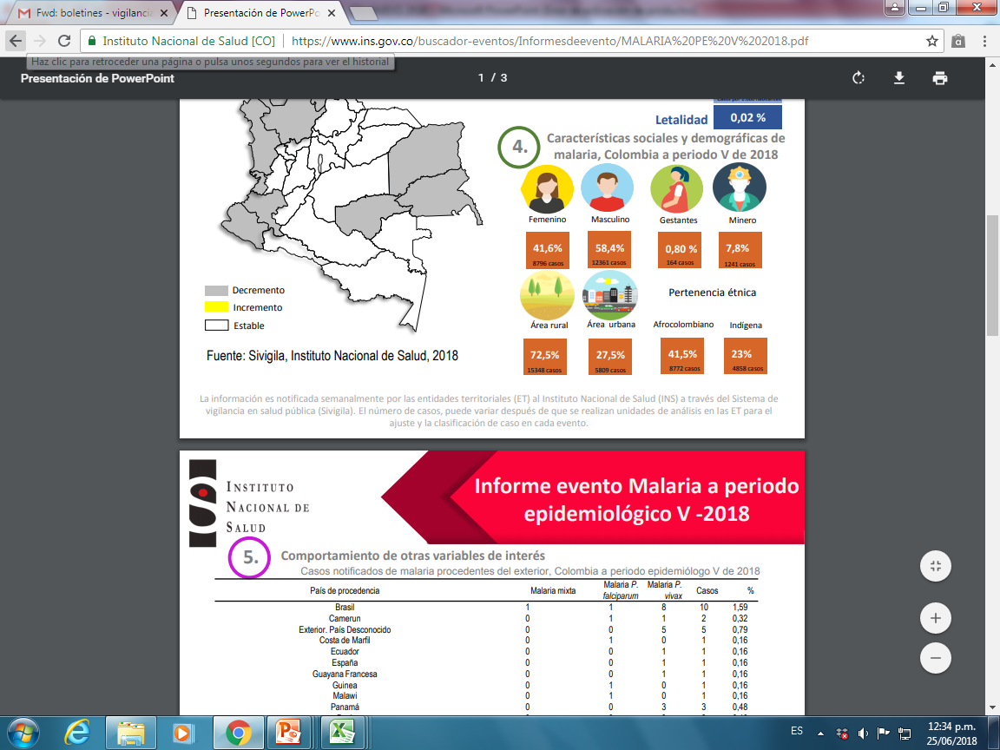 Fwd: boletines - vigilancia
Presentación de PowerPo
Instituto Nacional de Salud [CO]
https://www.ins.gov.co/buscador-eventos/Informesdeevento/MALARIA%20PE%20V%202018.pdf
Haz clic para retroceder una página o pulsa unos segundos para ver el historial
Presentación de PowerPoint
1 / 3
Letalidad
0,02 %
4.
Características sociales y demográficas de
malaria, Colombia a periodo V de 2018
Femenino Masculino Gestantes Minero
41,6% 58,4% 0,80 % 7,8%
8796 casos 12361 casos 164 casos 1241 casos
Pertenencia étnica
Área rural Área urbana Afrocolombiano Indígena
72,5% 27,5% 41,5% 23%
15348 casos 5809 casos 8772 casos 4858 casos
Decremento
Incremento
Estable
Fuente: Sivigila, Instituto Nacional de Salud, 2018
La información es notificada semanalmente por las entidades territoriales (ET) al Instituto Nacional de Salud (INS) a través del Sistema de
vigilancia en salud pública (Sivigila). El número de casos, puede variar después de que se realizan unidades de análisis en las ET para el
ajuste y la clasificación de caso en cada evento.
INSTITUTO
NACIONAL DE
SALUD
Informe evento Malaria a periodo
epidemiológico V -2018
5.
Comportamiento de otras variables de interés
Casos notificados de malaria procedentes del exterior, Colombia a periodo epidemiólogo V de 2018
País de procedencia Malaria mixta Malaria P. falciparum Malaria P. vivax Casos %
Brasil 1 1 8 10 1,59
Camerun 0 1 1 2 0,32
Exterior. País Desconocido 0 0 5 5 0,79
Costa de Marfil 0 1 0 1 0,16
Ecuador 0 0 1 1 0,16
España 0 0 1 1 0,16
Guayana Francesa 0 0 1 1 0,16
Guinea 0 1 0 1 0,16
Malawi 0 1 0 1 0,16
Panamá 0 0 3 3 0,48
ES
12:34 p.m.
25/06/2018